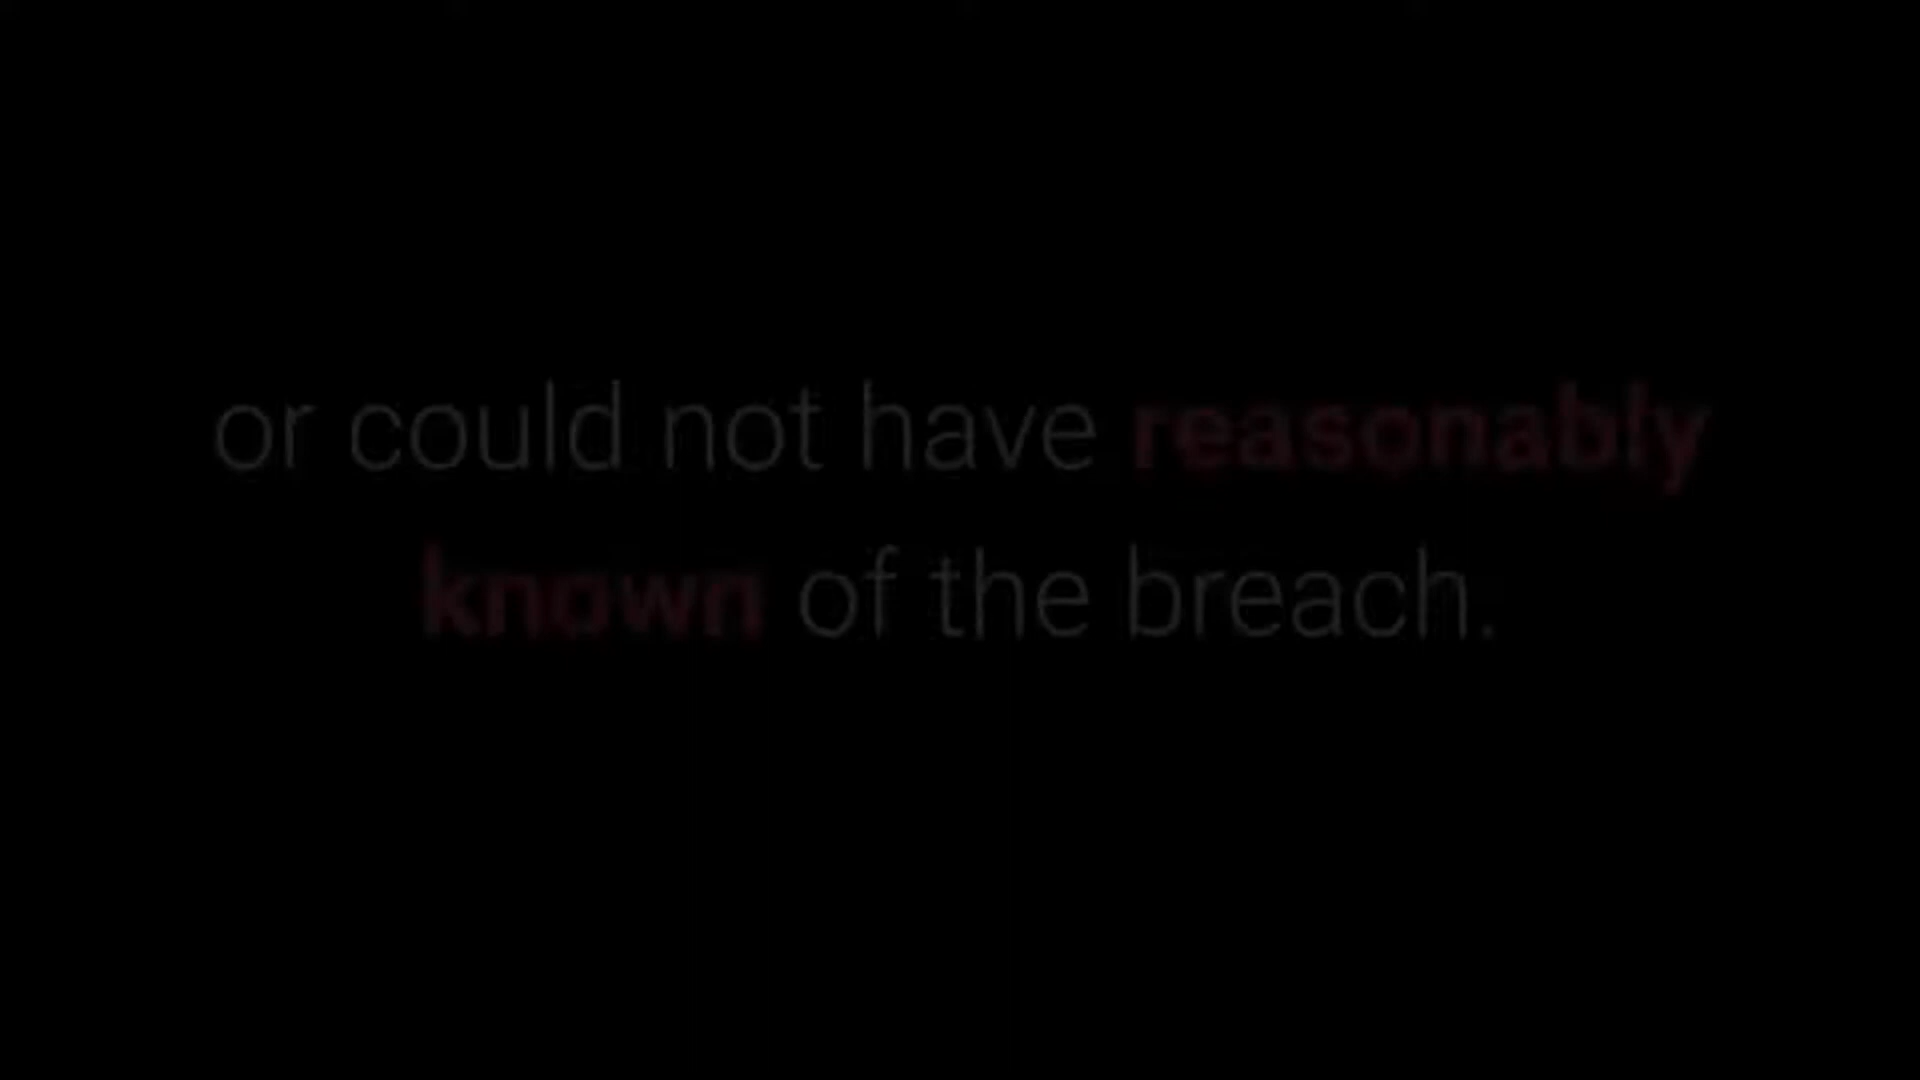 or could not have reasonably
known of the breach.